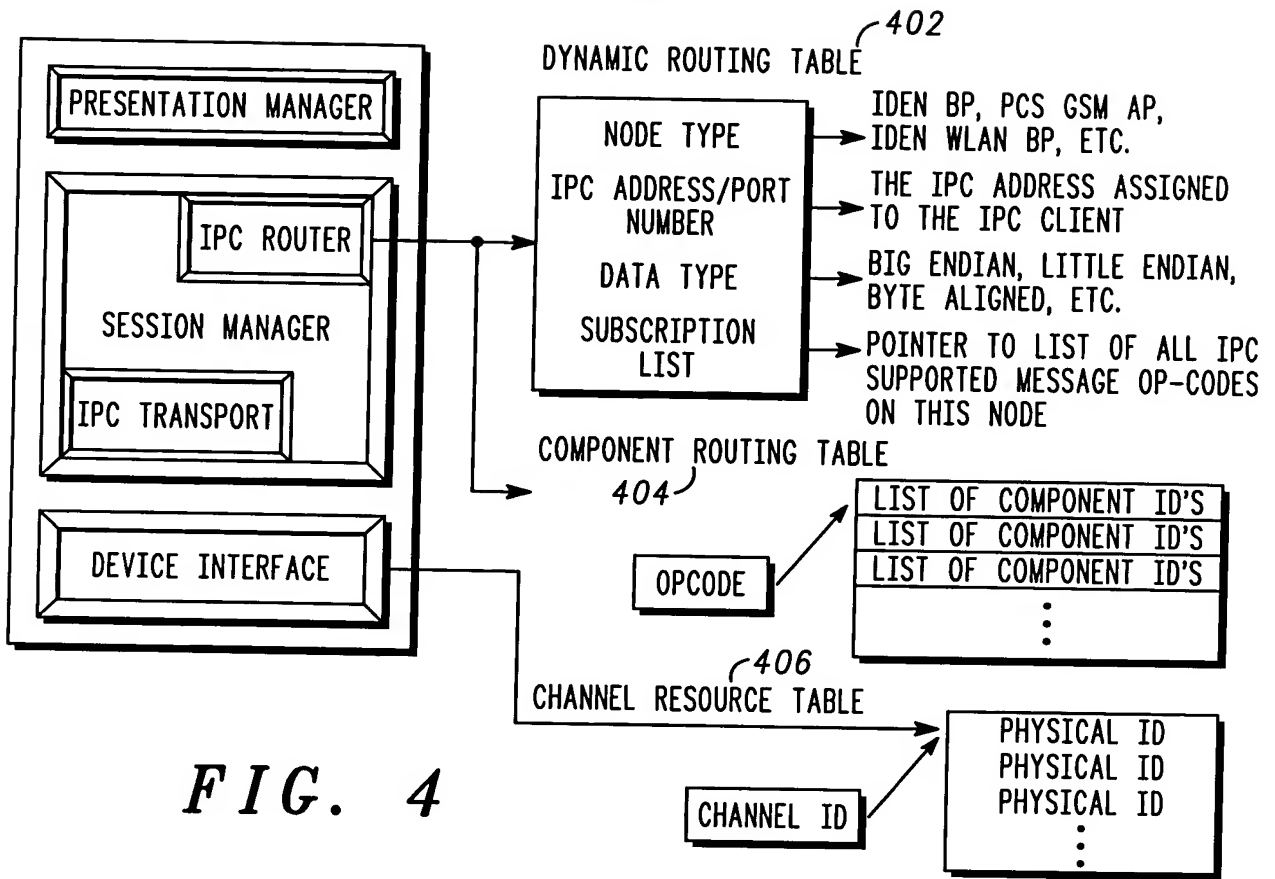 402
DYNAMIC ROUTING TABLE
PRESENTATION MANAGER
IPC ROUTER
SESSION MANAGER
IPC TRANSPORT
DEVICE INTERFACE
NODE TYPE
IPC ADDRESS/PORT
NUMBER
DATA TYPE
SUBSCRIPTION
LIST
IDEN BP, PCS GSM AP,
IDEN WLAN BP, ETC.
THE IPC ADDRESS ASSIGNED
TO THE IPC CLIENT
BIG ENDIAN, LITTLE ENDIAN,
BYTE ALIGNED, ETC.
POINTER TO LIST OF ALL IPC
SUPPORTED MESSAGE OP-CODES
ON THIS NODE
COMPONENT ROUTING TABLE
404
OPCODE
LIST OF COMPONENT ID'S
LIST OF COMPONENT ID'S
LIST OF COMPONENT ID'S
406
CHANNEL RESOURCE TABLE
CHANNEL ID
PHYSICAL ID
PHYSICAL ID
PHYSICAL ID
FIG. 4